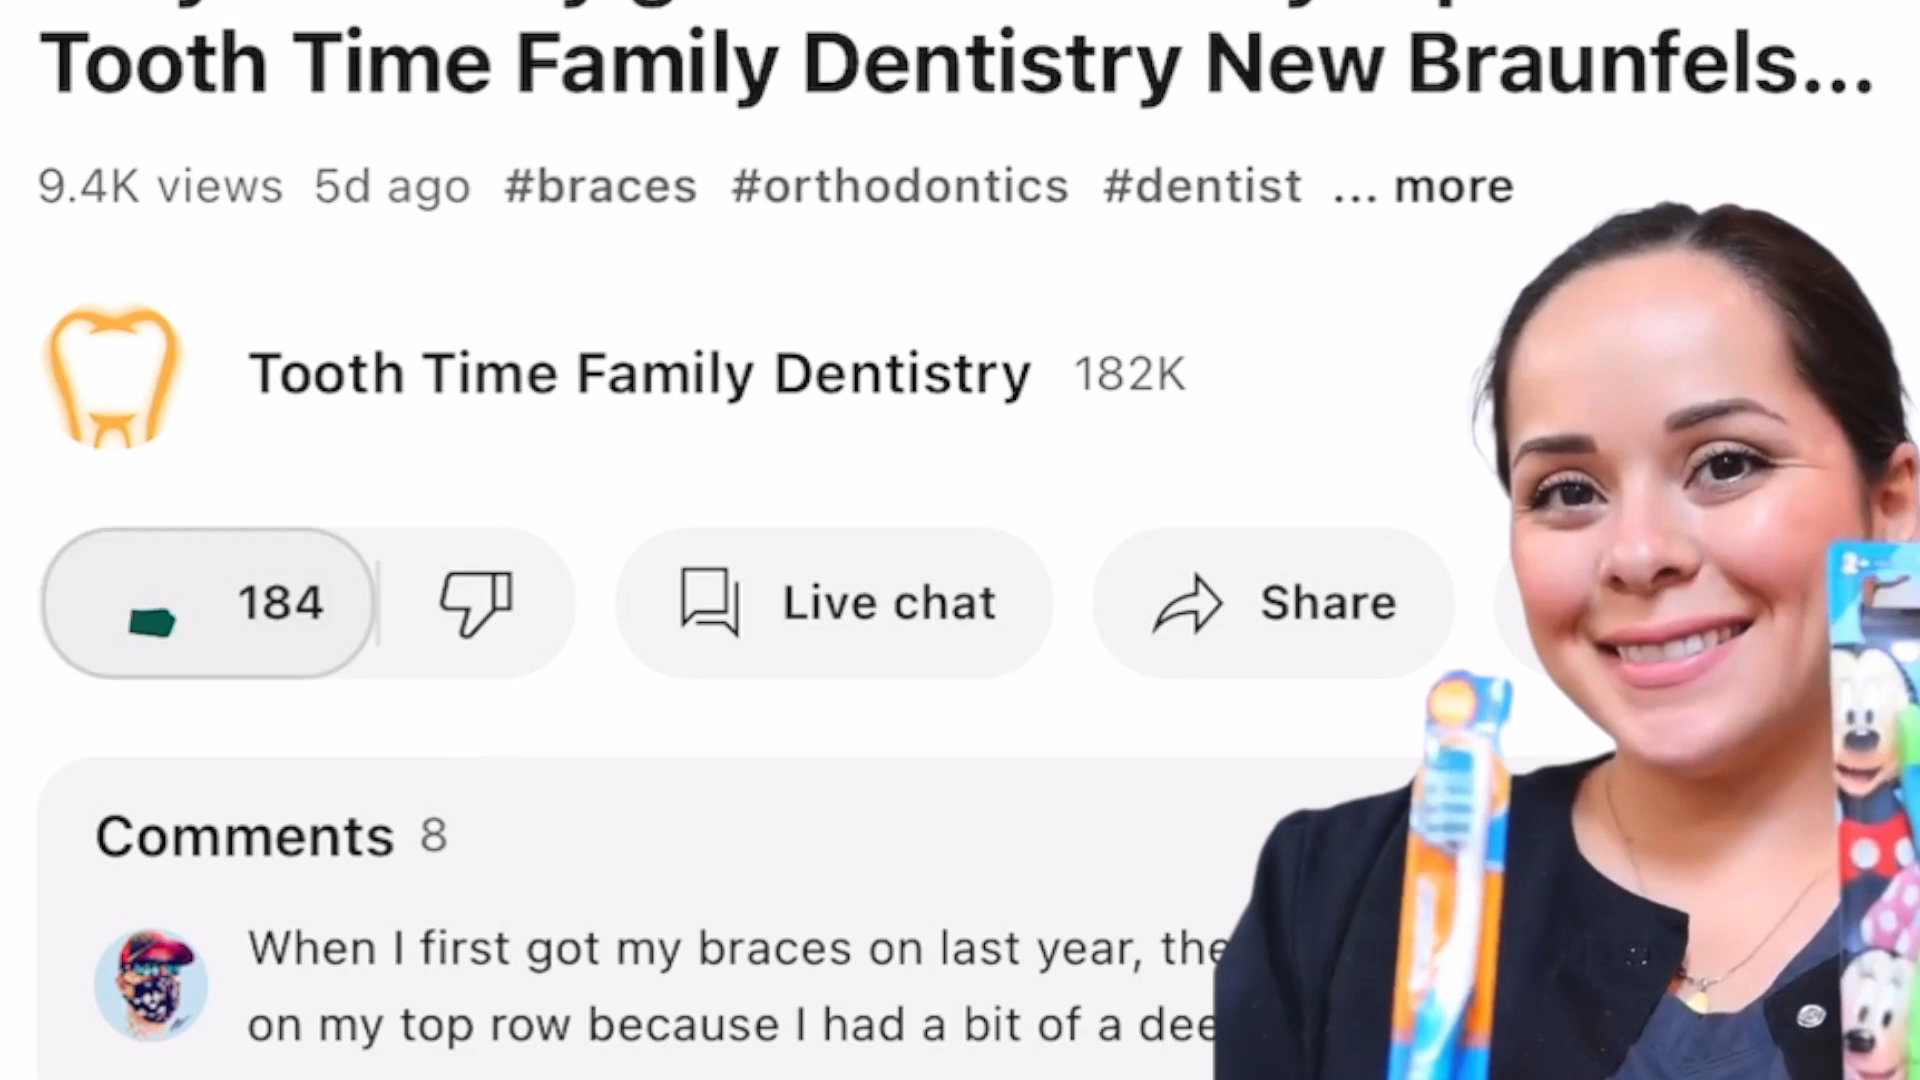 Tooth Time Family Dentistry New Braunfels...
9.4K views 5d ago #braces #orthodontics #dentist ... more
Tooth Time Family Dentistry 182K
184 Live chat Share
2+
Comments 8
When I first got my braces on last year, the
on my top row because I had a bit of a dee